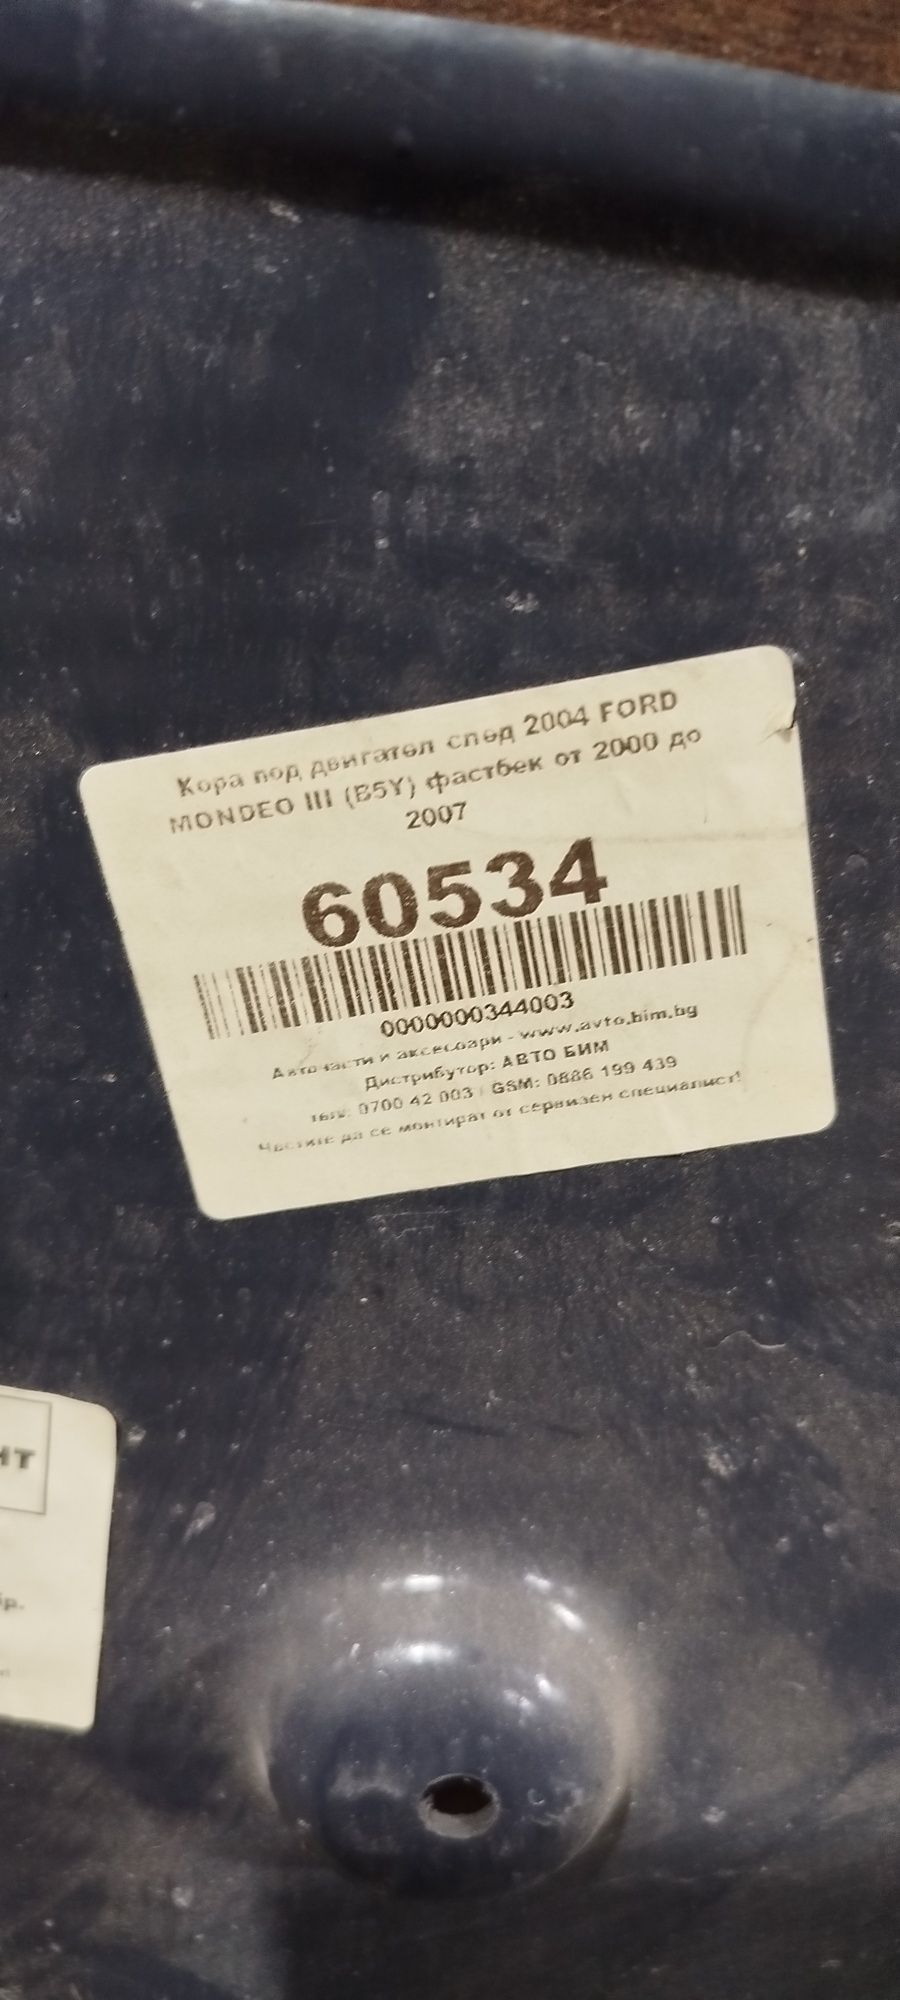 Кора под двигател след 2004 FORD
MONDEO III (B5Y) фастбек от 2000 до
2007
60534
0000000344003
Авточасти и аксесоари - www.avto.bim.bg
Дистрибутор: АВТО БИМ
тел.: 0700 42 003 / GSM: 0886 199 439
Частите да се монтират от сервизен специалист!
НТ
бр.